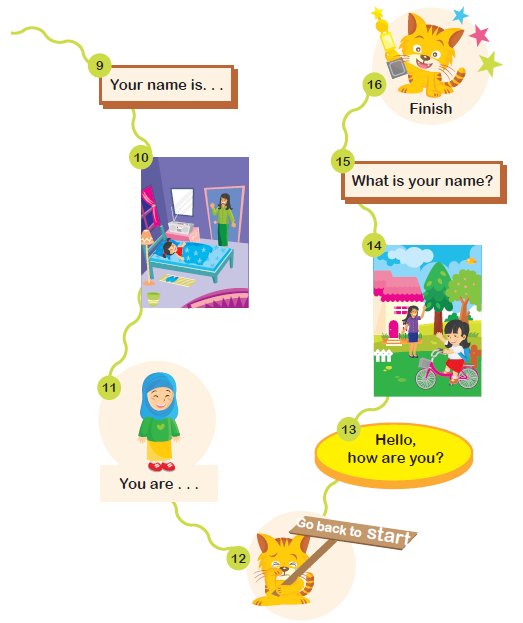 9
Your name is. . .
10
11
You are . . .
12
Go back to start
13
Hello,
how are you?
14
15
What is your name?
16
Finish